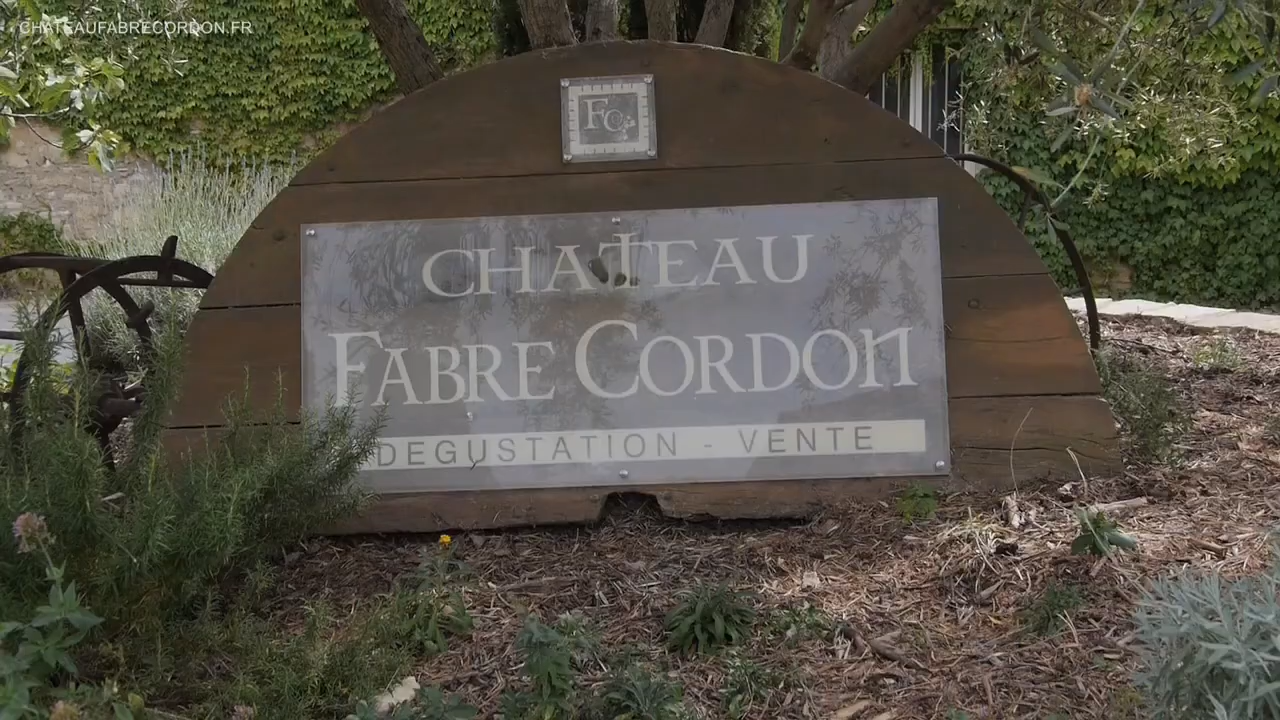 CHATEAUFABRECORDON.FR
FC
CHATEAU
FABRE CORDON
DEGUSTATION - VENTE